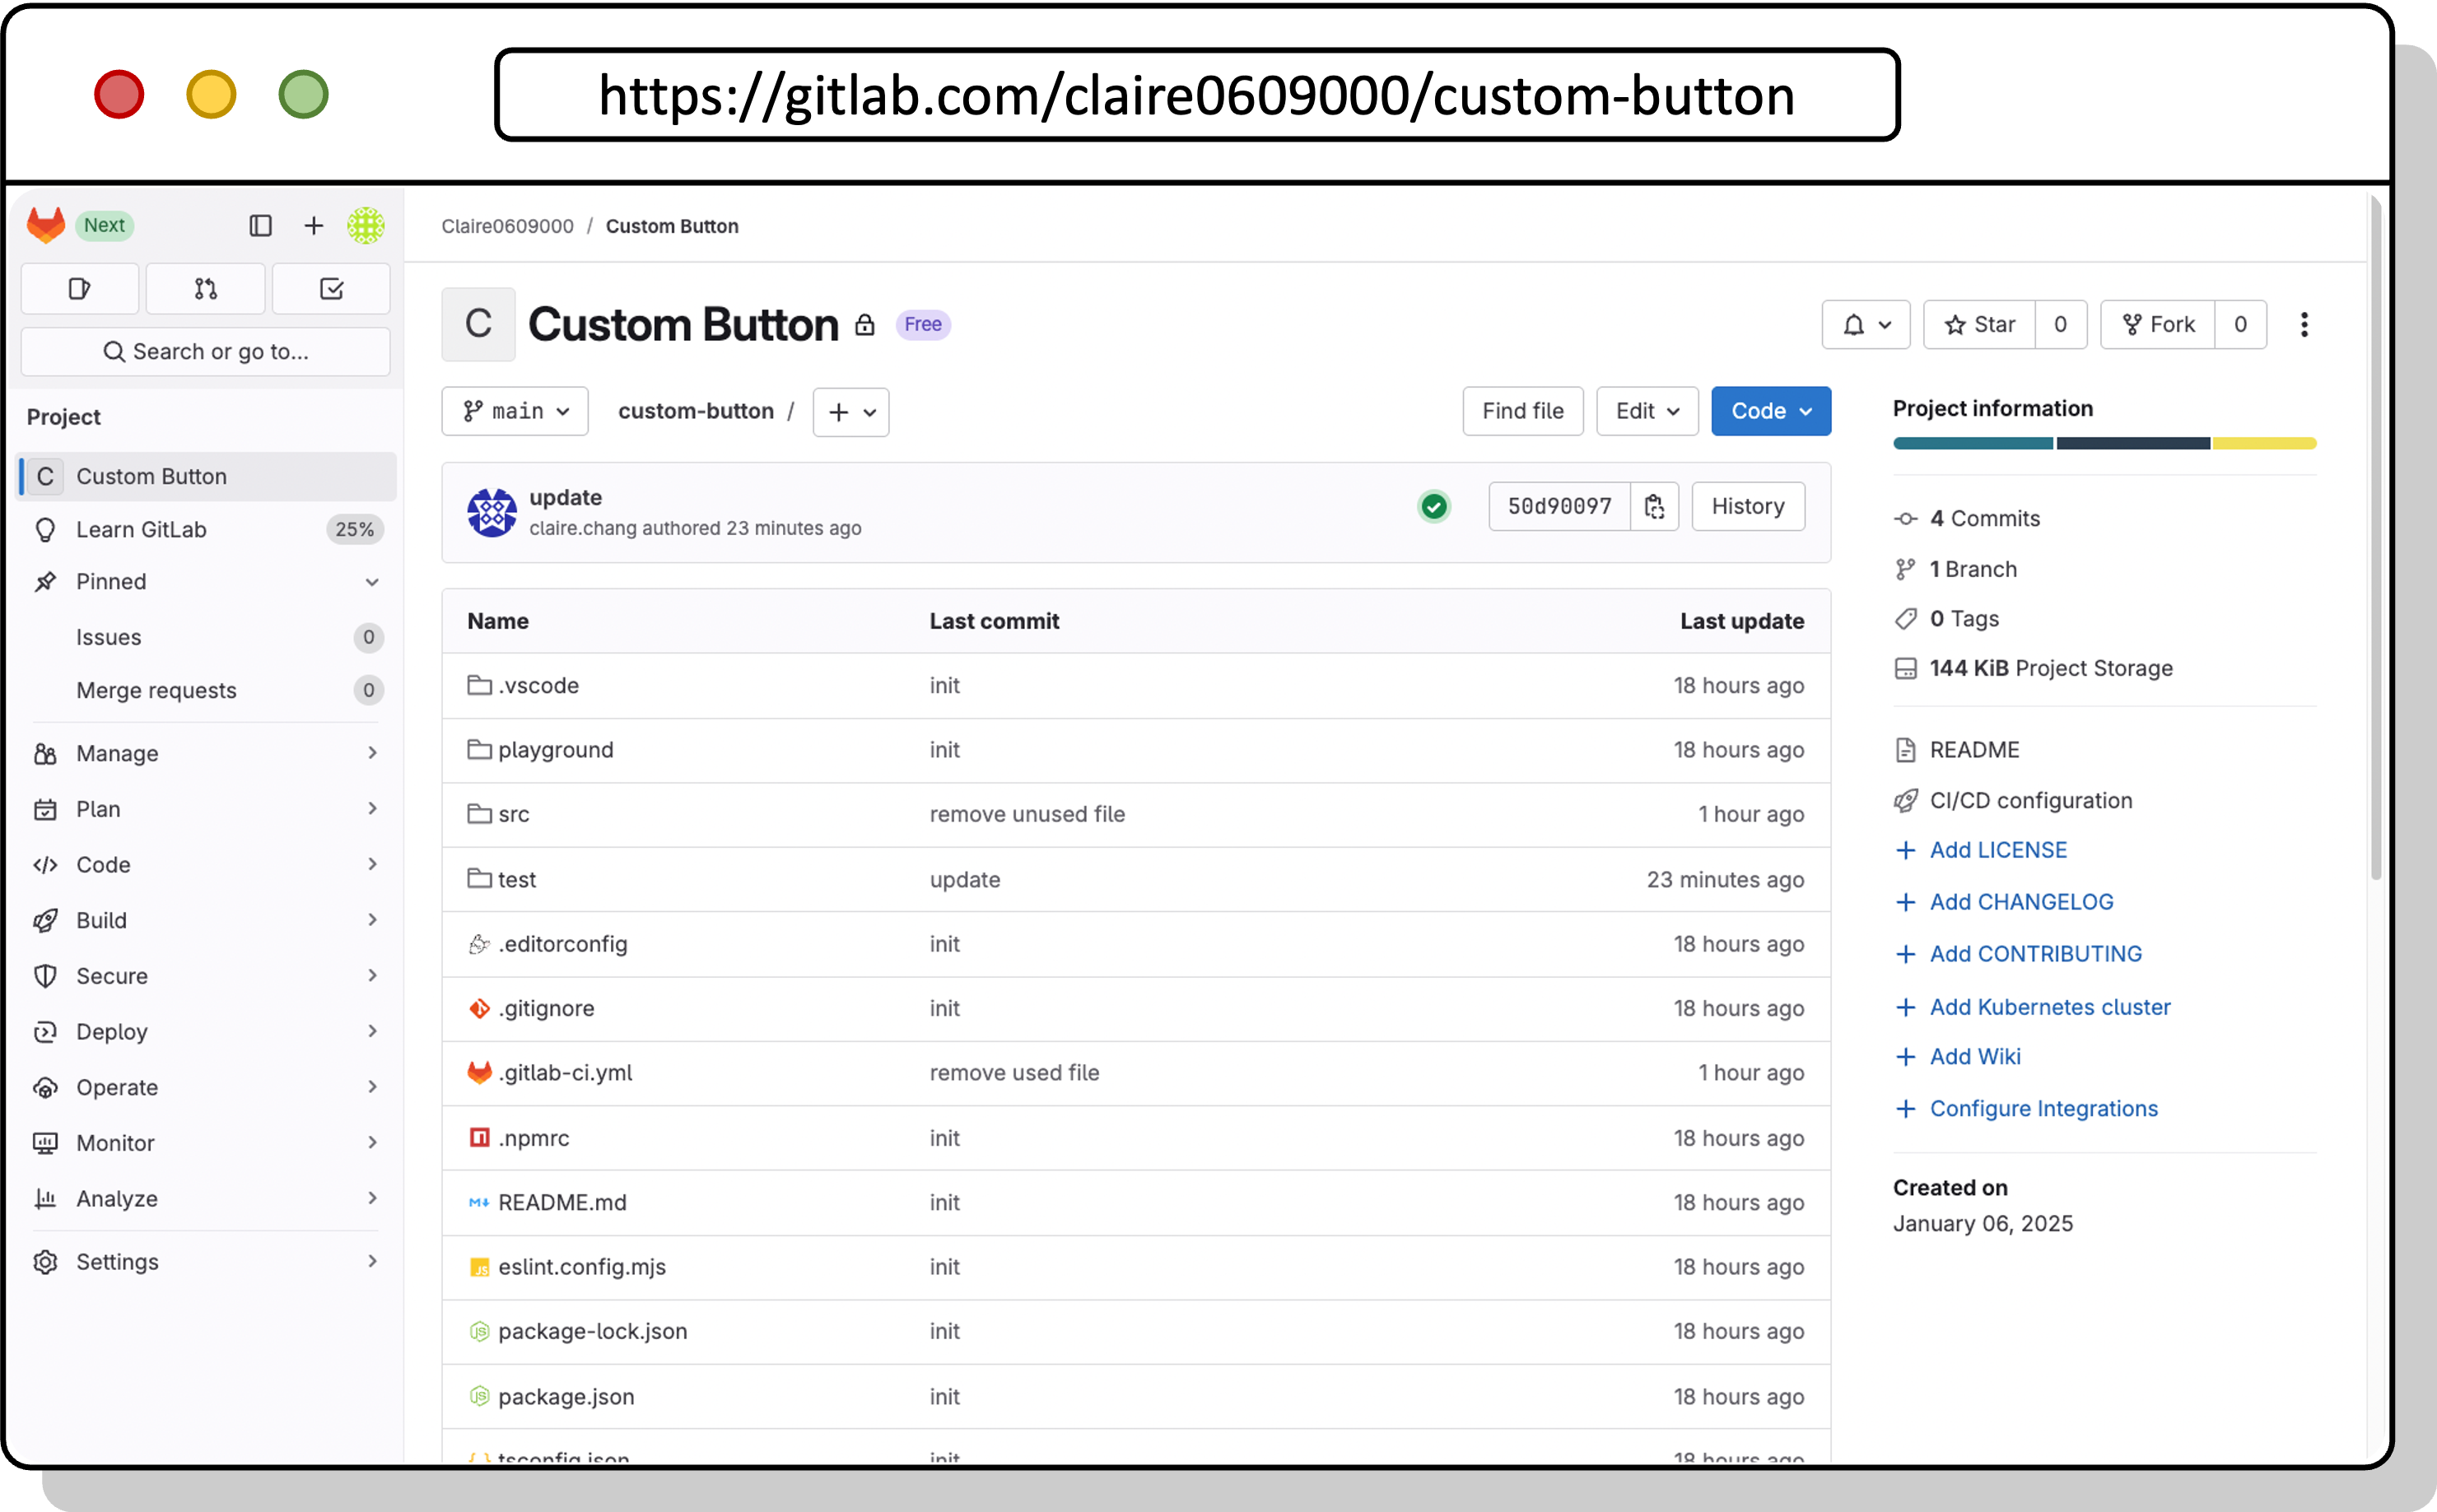 https://gitlab.com/claire0609000/custom-button
Next
Search or go to...
Project
C Custom Button
Learn GitLab 25%
Pinned
Issues 0
Merge requests 0
Manage
Plan
Code
Build
Secure
Deploy
Operate
Monitor
Analyze
Settings
Claire0609000 / Custom Button
C Custom Button Free
Star 0 Fork 0
main custom-button / Find file Edit Code
update
claire.chang authored 23 minutes ago
50d90097 History
Name Last commit Last update
.vscode init 18 hours ago
playground init 18 hours ago
src remove unused file 1 hour ago
test update 23 minutes ago
.editorconfig init 18 hours ago
.gitignore init 18 hours ago
.gitlab-ci.yml remove used file 1 hour ago
.npmrc init 18 hours ago
README.md init 18 hours ago
eslint.config.mjs init 18 hours ago
package-lock.json init 18 hours ago
package.json init 18 hours ago
tsconfig.json init 18 hours ago
Project information
4 Commits
1 Branch
0 Tags
144 KiB Project Storage
README
CI/CD configuration
Add LICENSE
Add CHANGELOG
Add CONTRIBUTING
Add Kubernetes cluster
Add Wiki
Configure Integrations
Created on
January 06, 2025